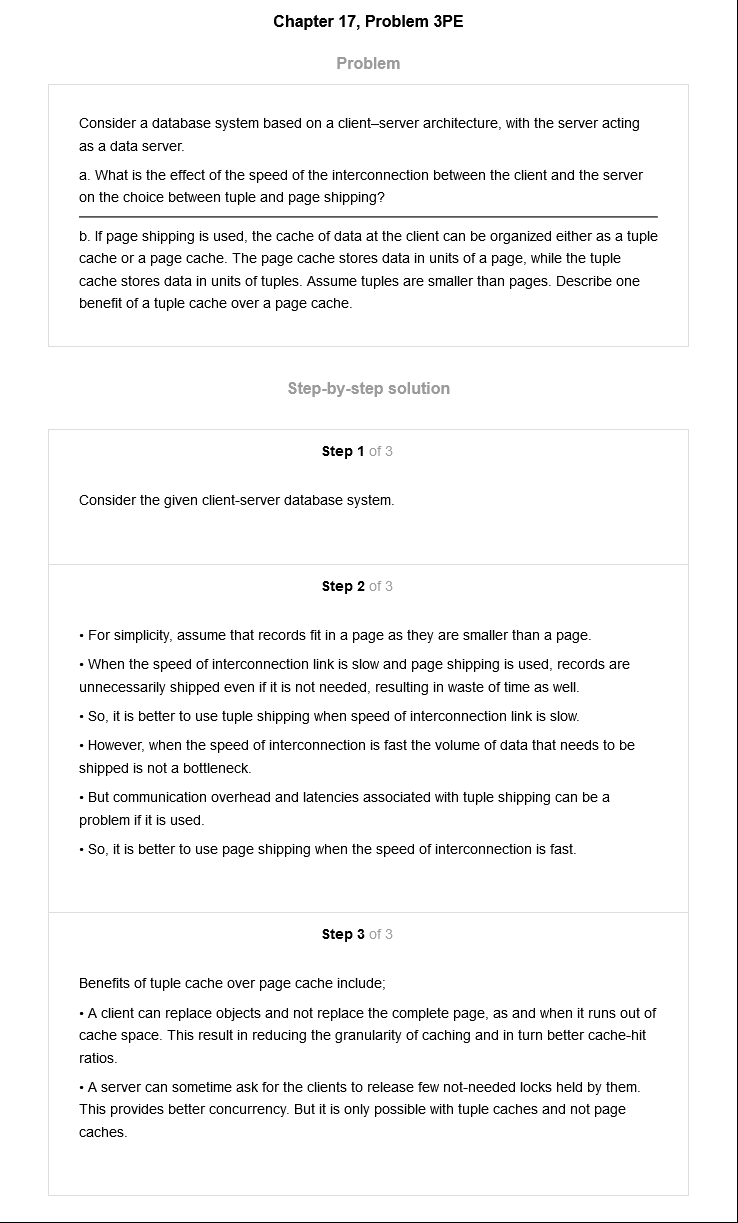 Chapter 17, Problem 3PE
Problem
Consider a database system based on a client–server architecture, with the server acting
as a data server.
a. What is the effect of the speed of the interconnection between the client and the server
on the choice between tuple and page shipping?
b. If page shipping is used, the cache of data at the client can be organized either as a tuple
cache or a page cache. The page cache stores data in units of a page, while the tuple
cache stores data in units of tuples. Assume tuples are smaller than pages. Describe one
benefit of a tuple cache over a page cache.
Step-by-step solution
Step 1 of 3
Consider the given client-server database system.
Step 2 of 3
• For simplicity, assume that records fit in a page as they are smaller than a page.
• When the speed of interconnection link is slow and page shipping is used, records are
unnecessarily shipped even if it is not needed, resulting in waste of time as well.
• So, it is better to use tuple shipping when speed of interconnection link is slow.
• However, when the speed of interconnection is fast the volume of data that needs to be
shipped is not a bottleneck.
• But communication overhead and latencies associated with tuple shipping can be a
problem if it is used.
• So, it is better to use page shipping when the speed of interconnection is fast.
Step 3 of 3
Benefits of tuple cache over page cache include;
• A client can replace objects and not replace the complete page, as and when it runs out of
cache space. This result in reducing the granularity of caching and in turn better cache-hit
ratios.
• A server can sometime ask for the clients to release few not-needed locks held by them.
This provides better concurrency. But it is only possible with tuple caches and not page
caches.